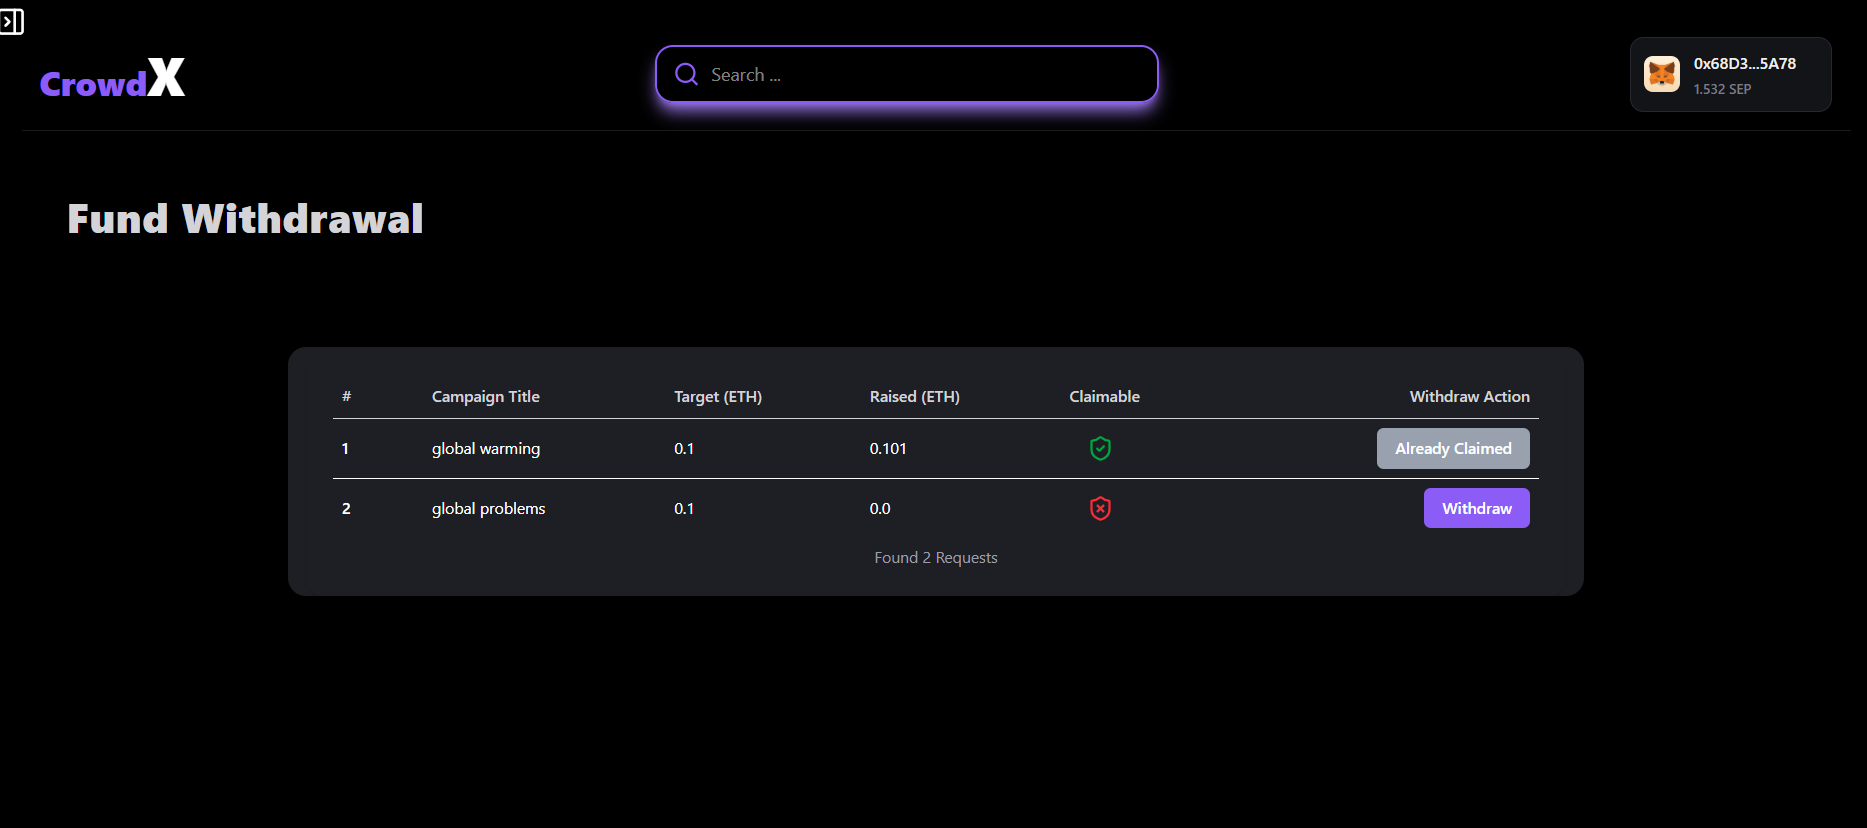 CrowdX
Search ...
0x68D3...5A78
1.532 SEP
Fund Withdrawal
# Campaign Title Target (ETH) Raised (ETH) Claimable Withdraw Action
1 global warming 0.1 0.101 Already Claimed
2 global problems 0.1 0.0 Withdraw
Found 2 Requests